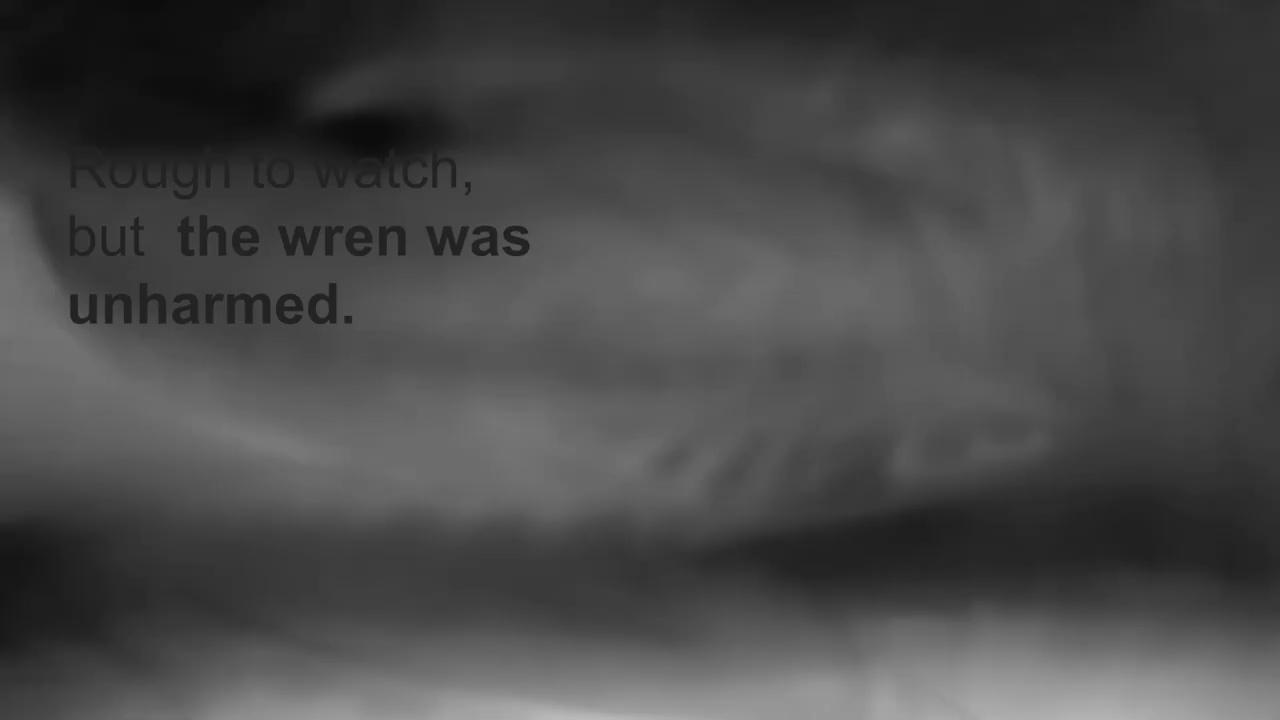 Rough to watch,
but the wren was
unharmed.